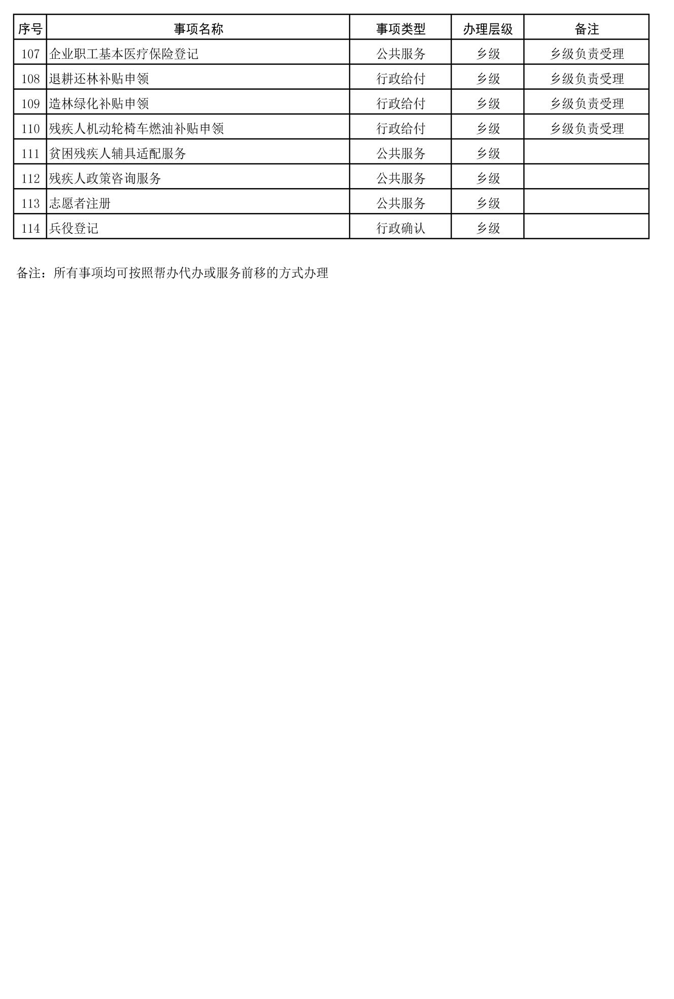 序号 事项名称 事项类型 办理层级 备注
107 企业职工基本医疗保险登记 公共服务 乡级 乡级负责受理
108 退耕还林补贴申领 行政给付 乡级 乡级负责受理
109 造林绿化补贴申领 行政给付 乡级 乡级负责受理
110 残疾人机动轮椅车燃油补贴申领 行政给付 乡级 乡级负责受理
111 贫困残疾人辅具适配服务 公共服务 乡级
112 残疾人政策咨询服务 公共服务 乡级
113 志愿者注册 公共服务 乡级
114 兵役登记 行政确认 乡级
备注：所有事项均可按照帮办代办或服务前移的方式办理